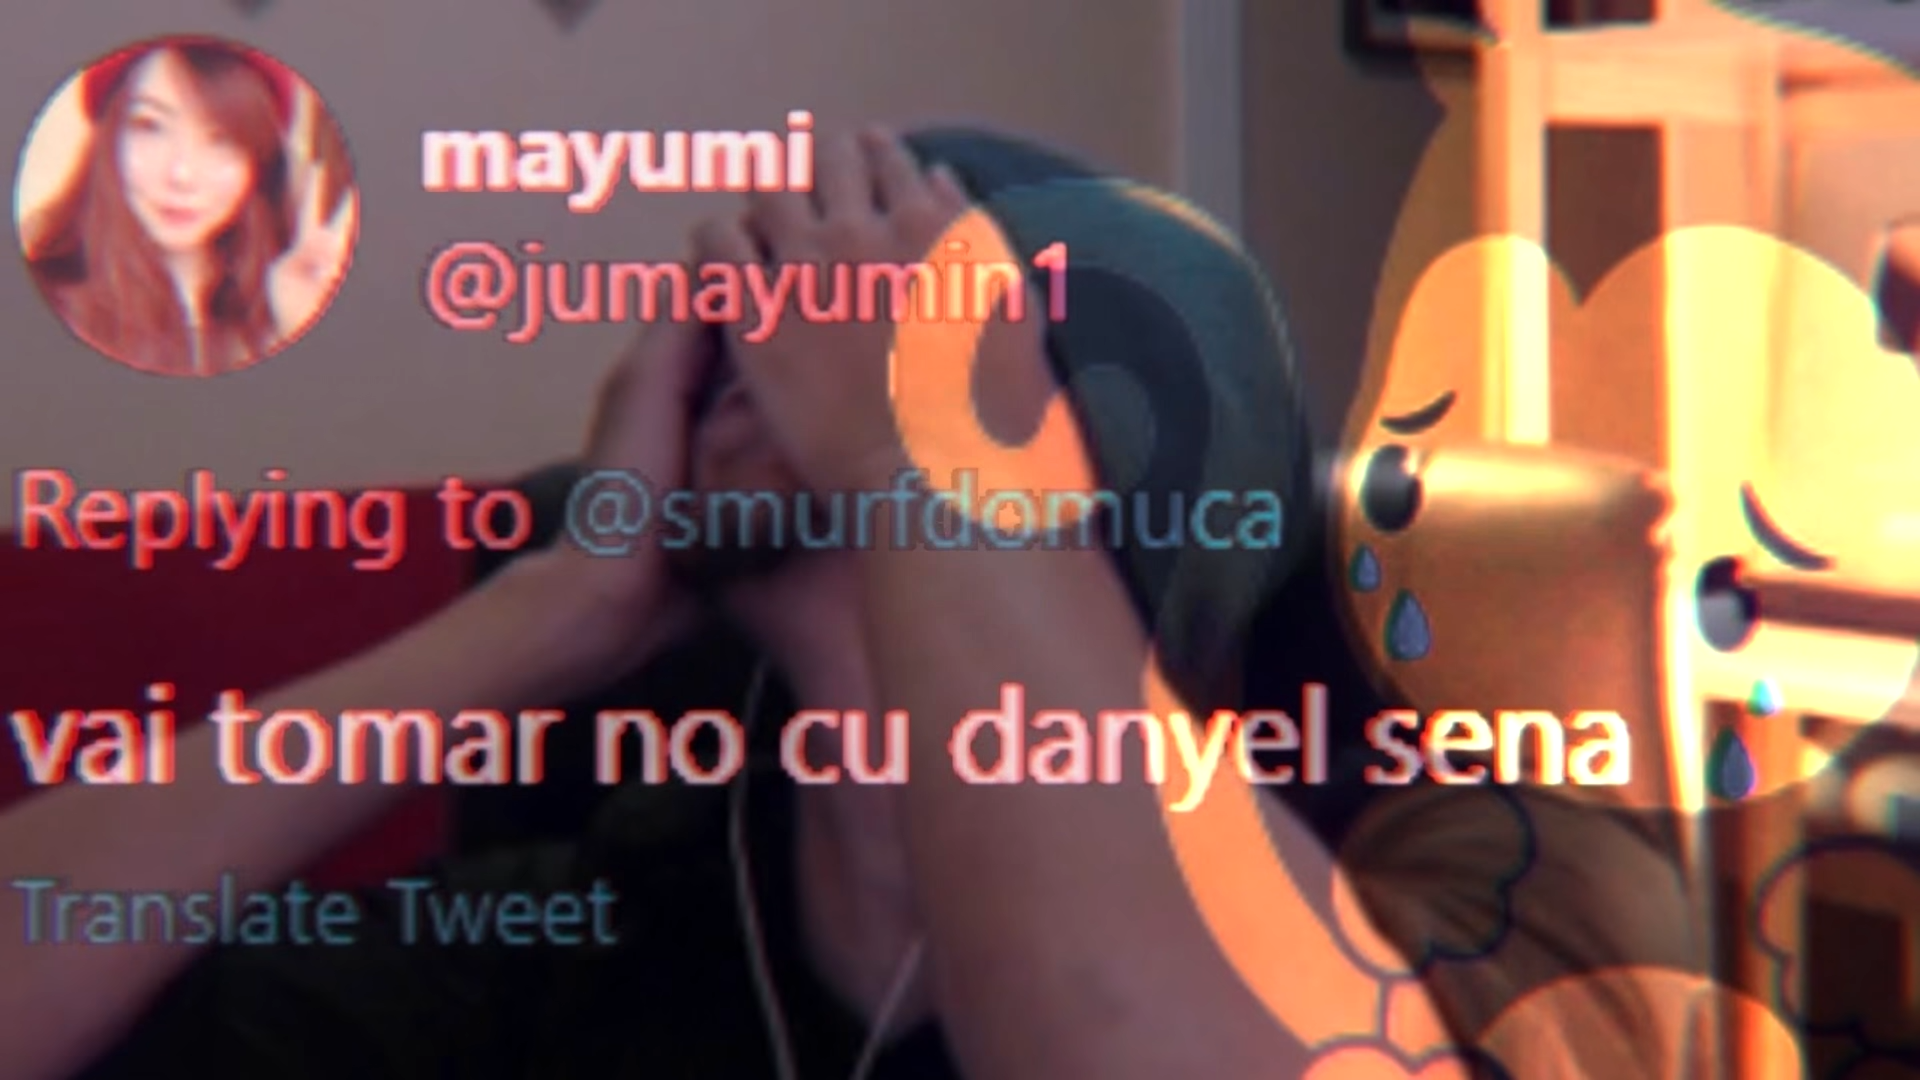 mayumi
@jumayumin1
Replying to @smurfdomuca
vai tomar no cu danyel sena
Translate Tweet